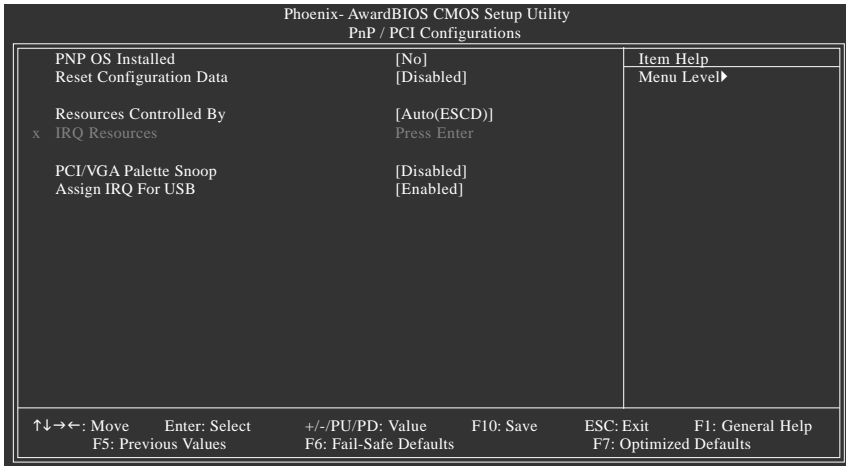 Phoenix- AwardBIOS CMOS Setup Utility
PnP / PCI Configurations
PNP OS Installed [No]
Reset Configuration Data [Disabled]
Resources Controlled By [Auto(ESCD)]
x IRQ Resources Press Enter
PCI/VGA Palette Snoop [Disabled]
Assign IRQ For USB [Enabled]
Item Help
Menu Level▶
↑↓→←: Move Enter: Select +/-/PU/PD: Value F10: Save ESC: Exit F1: General Help
F5: Previous Values F6: Fail-Safe Defaults F7: Optimized Defaults